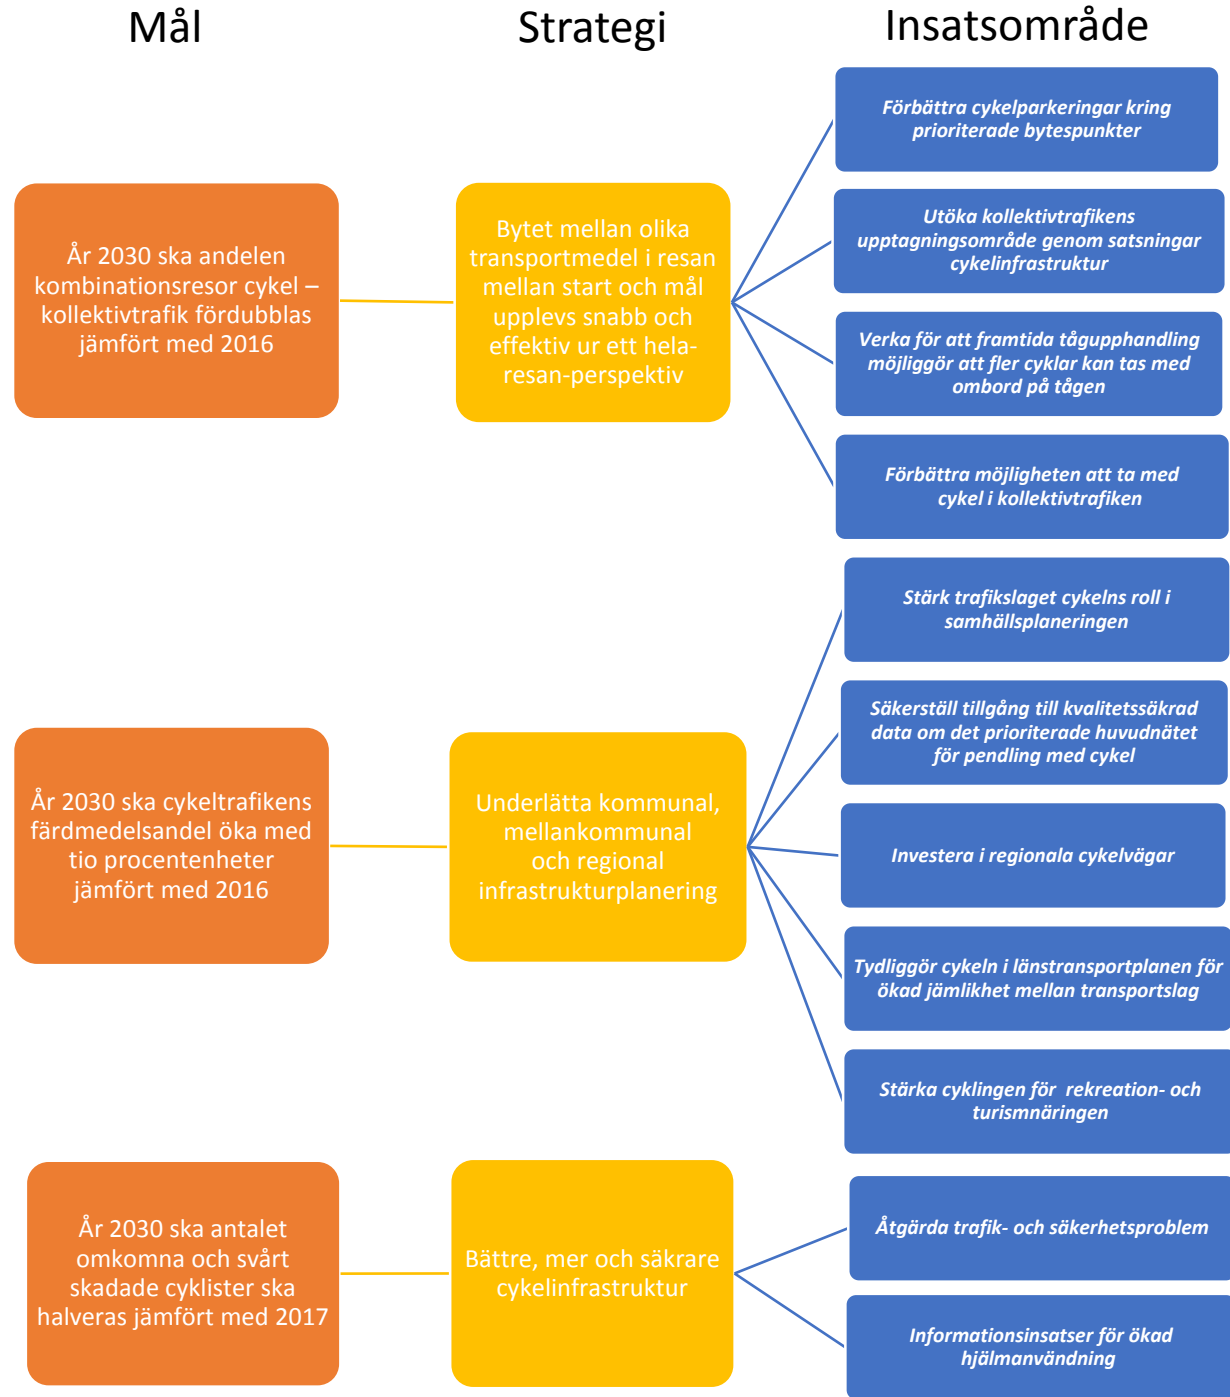 Mål
Strategi
Insatsområde
År 2030 ska andelen
kombinationsresor cykel –
kollektivtrafik fördubblas
jämfört med 2016
Bytet mellan olika
transportmedel i resan
mellan start och mål
upplevs snabb och
effektiv ur ett hela-
resan-perspektiv
Förbättra cykelparkeringar kring
prioriterade bytespunkter
Utöka kollektivtrafikens
upptagningsområde genom satsningar
cykelinfrastruktur
Verka för att framtida tågupphandling
möjliggör att fler cyklar kan tas med
ombord på tågen
Förbättra möjligheten att ta med
cykel i kollektivtrafiken
År 2030 ska cykeltrafikens
färdmedelsandel öka med
tio procentenheter
jämfört med 2016
Underlätta kommunal,
mellankommunal
och regional
infrastrukturplanering
Stärk trafikslaget cykelns roll i
samhällsplaneringen
Säkerställ tillgång till kvalitetssäkrad
data om det prioriterade huvudnätet
för pendling med cykel
Investera i regionala cykelvägar
Tydliggör cykeln i länstransportplanen för
ökad jämlikhet mellan transportslag
Stärka cyklingen för rekreation- och
turismnäringen
År 2030 ska antalet
omkomna och svårt
skadade cyklister ska
halveras jämfört med 2017
Bättre, mer och säkrare
cykelinfrastruktur
Åtgärda trafik- och säkerhetsproblem
Informationsinsatser för ökad
hjälmanvändning